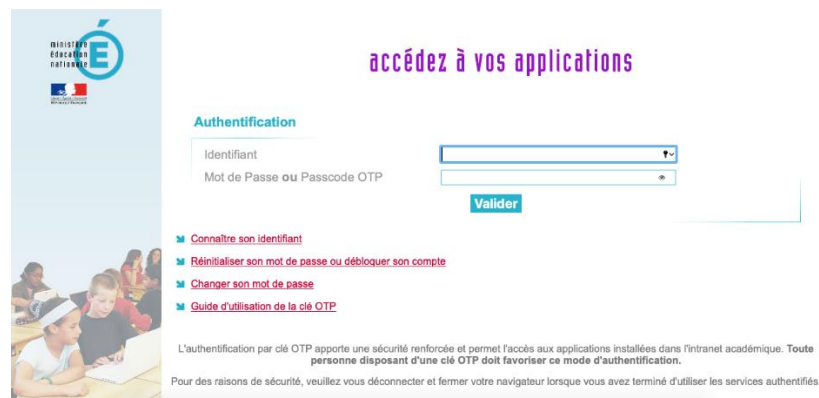 ministère
éducation
nationale
accédez à vos applications
Authentification
Identifiant
Mot de Passe ou Passcode OTP
Valider
Connaître son identifiant
Réinitialiser son mot de passe ou débloquer son compte
Changer son mot de passe
Guide d'utilisation de la clé OTP
L'authentification par clé OTP apporte une sécurité renforcée et permet l'accès aux applications installées dans l'intranet académique. Toute
personne disposant d'une clé OTP doit favoriser ce mode d'authentification.
Pour des raisons de sécurité, veuillez vous déconnecter et fermer votre navigateur lorsque vous avez terminé d'utiliser les services authentifiés